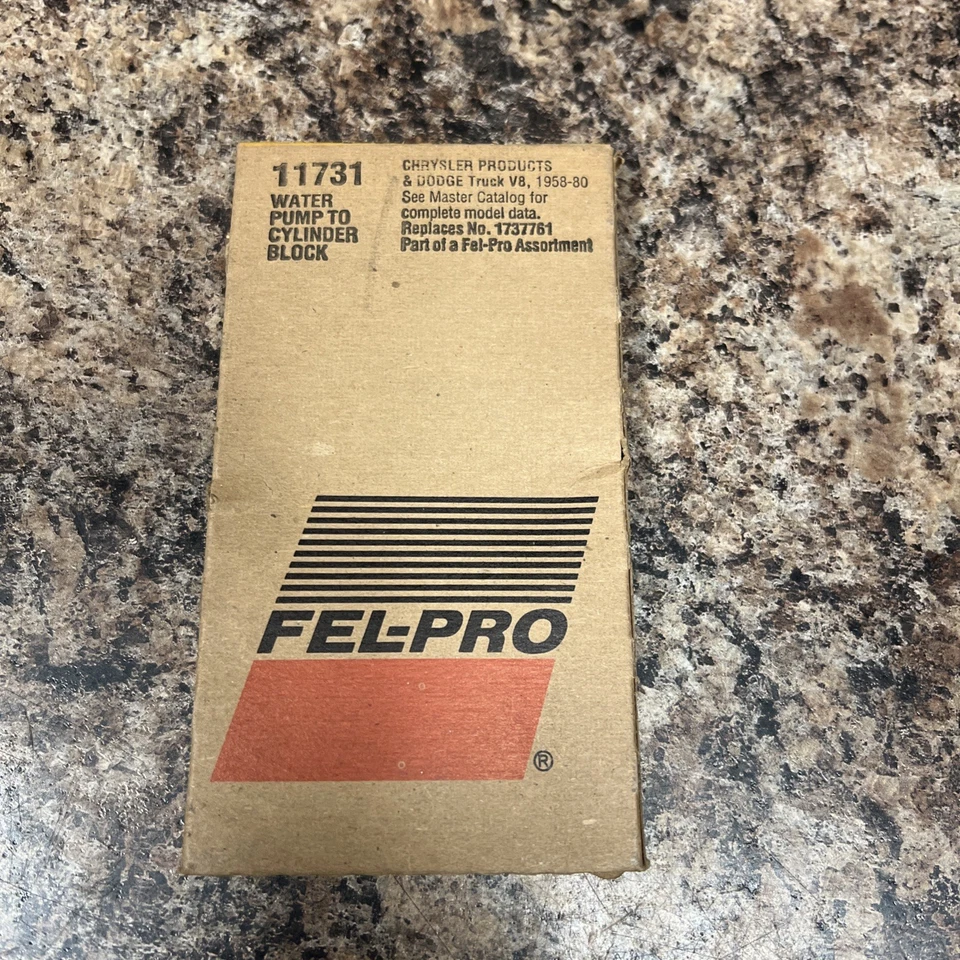 11731
WATER
PUMP TO
CYLINDER
BLOCK
CHRYSLER PRODUCTS
& DODGE Truck V8, 1958-80
See Master Catalog for
complete model data.
Replaces No. 1737761
Part of a Fel-Pro Assortment
FEL-PRO
®